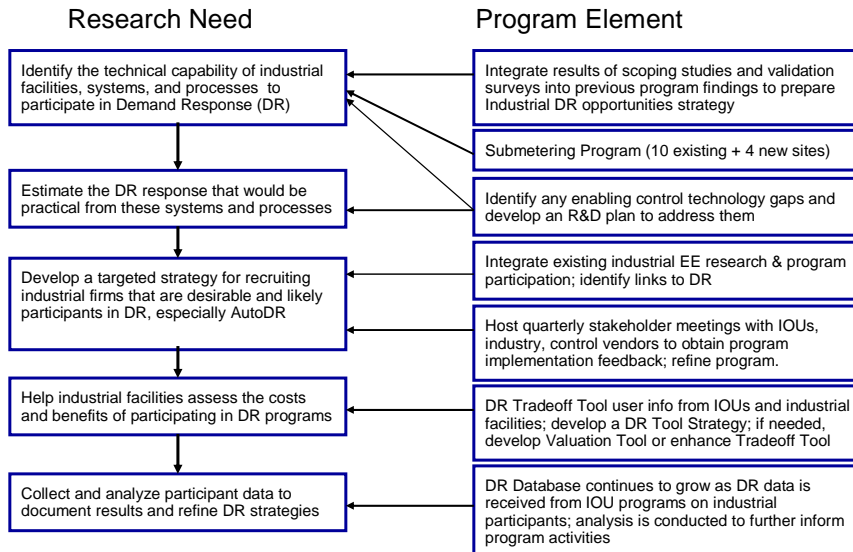 Research Need
Program Element
Identify the technical capability of industrial
facilities, systems, and processes to
participate in Demand Response (DR)
Integrate results of scoping studies and validation
surveys into previous program findings to prepare
Industrial DR opportunities strategy
Submetering Program (10 existing + 4 new sites)
Estimate the DR response that would be
practical from these systems and processes
Identify any enabling control technology gaps and
develop an R&D plan to address them
Develop a targeted strategy for recruiting
industrial firms that are desirable and likely
participants in DR, especially AutoDR
Integrate existing industrial EE research & program
participation; identify links to DR
Host quarterly stakeholder meetings with IOUs,
industry, control vendors to obtain program
implementation feedback; refine program.
Help industrial facilities assess the costs
and benefits of participating in DR programs
DR Tradeoff Tool user info from IOUs and industrial
facilities; develop a DR Tool Strategy; if needed,
develop Valuation Tool or enhance Tradeoff Tool
Collect and analyze participant data to
document results and refine DR strategies
DR Database continues to grow as DR data is
received from IOU programs on industrial
participants; analysis is conducted to further inform
program activities